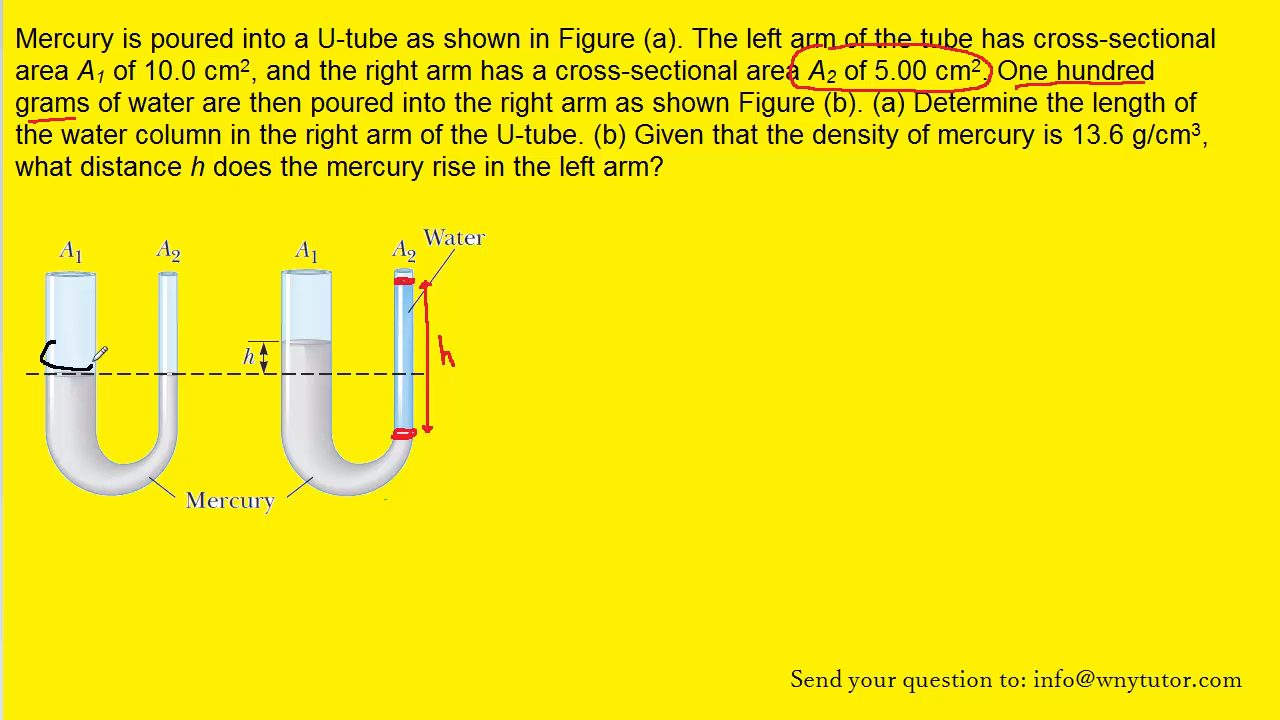 Mercury is poured into a U-tube as shown in Figure (a). The left arm of the tube has cross-sectional
area A₁ of 10.0 cm², and the right arm has a cross-sectional area A₂ of 5.00 cm². One hundred
grams of water are then poured into the right arm as shown Figure (b). (a) Determine the length of
the water column in the right arm of the U-tube. (b) Given that the density of mercury is 13.6 g/cm³,
what distance h does the mercury rise in the left arm?
Water
A₁ A₂ A₁ A₂
h h
Mercury
Send your question to: info@wnytutor.com